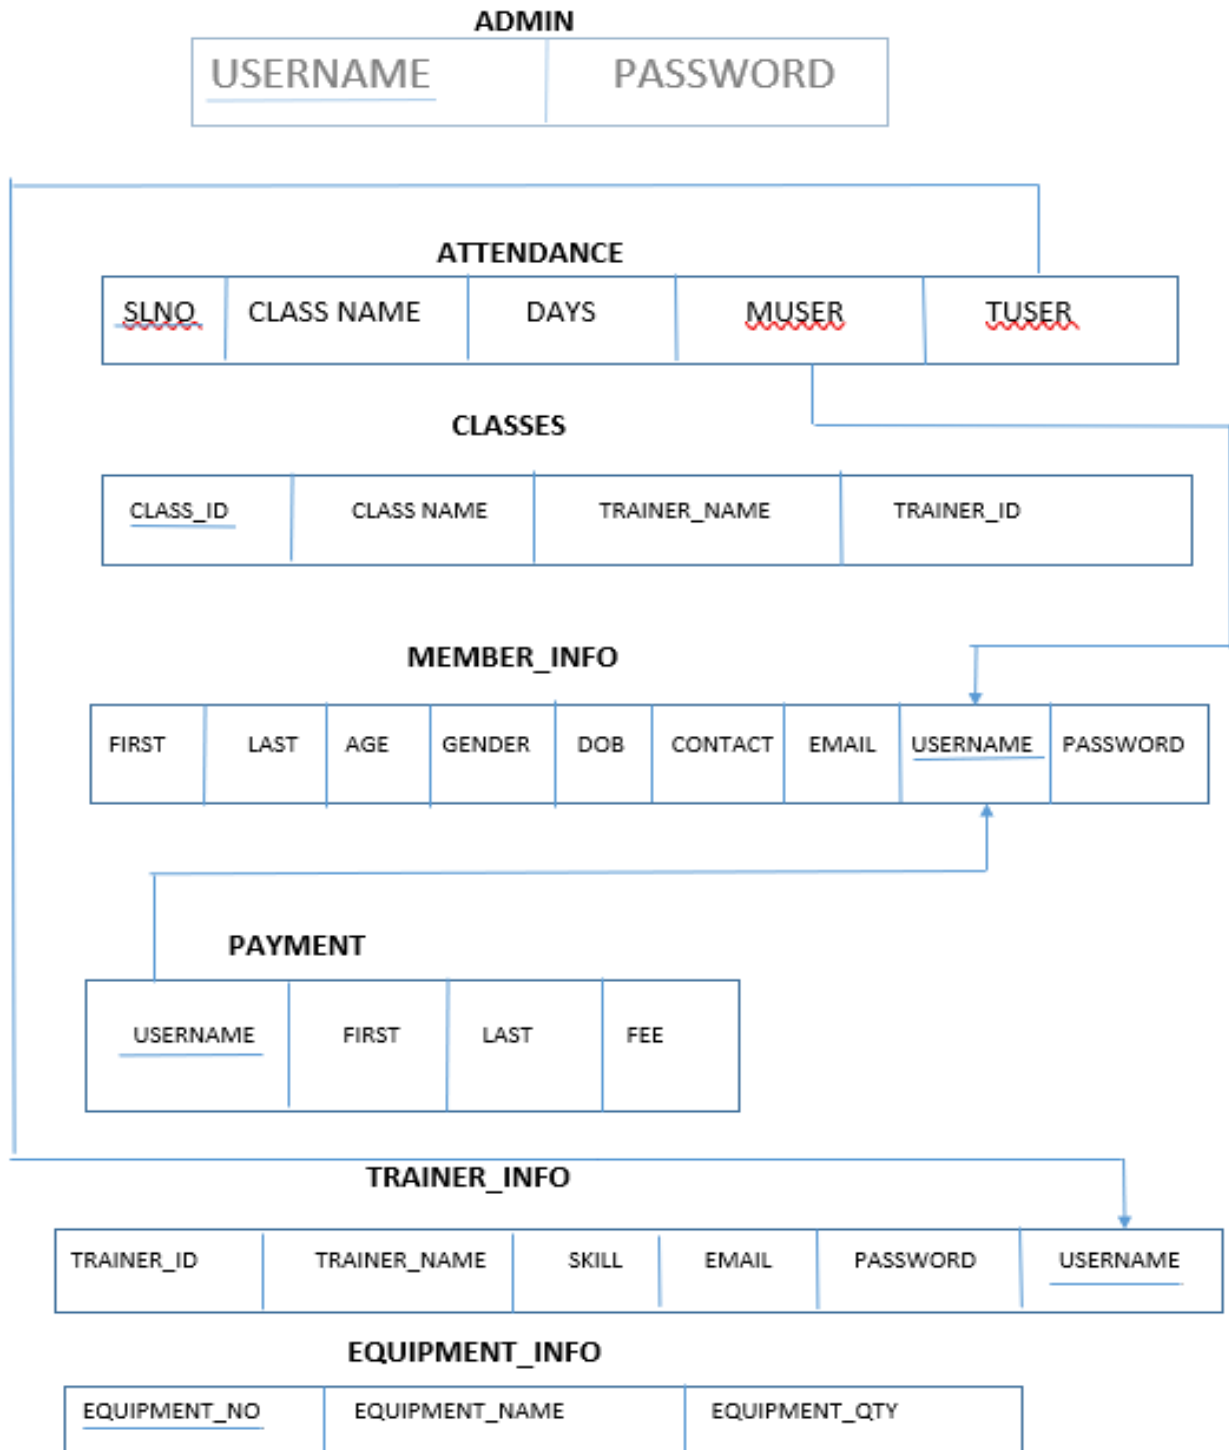 ADMIN
USERNAME PASSWORD
ATTENDANCE
SLNO CLASS NAME DAYS MUSER TUSER
CLASSES
CLASS_ID CLASS NAME TRAINER_NAME TRAINER_ID
MEMBER_INFO
FIRST LAST AGE GENDER DOB CONTACT EMAIL USERNAME PASSWORD
PAYMENT
USERNAME FIRST LAST FEE
TRAINER_INFO
TRAINER_ID TRAINER_NAME SKILL EMAIL PASSWORD USERNAME
EQUIPMENT_INFO
EQUIPMENT_NO EQUIPMENT_NAME EQUIPMENT_QTY